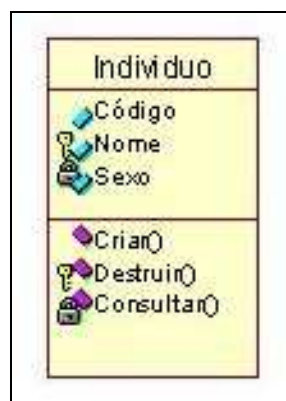 Individuo
Código
Nome
Sexo
Criar()
Destruir()
Consultar()